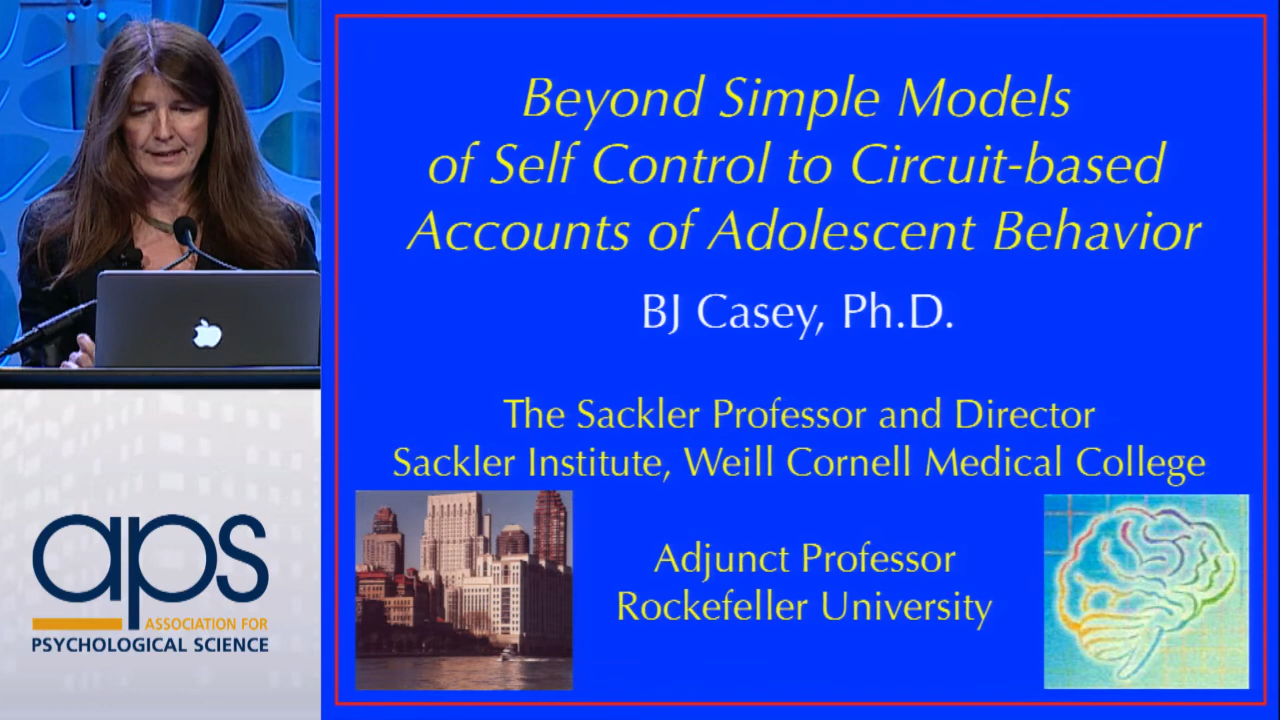 Beyond Simple Models
of Self Control to Circuit-based
Accounts of Adolescent Behavior
BJ Casey, Ph.D.
The Sackler Professor and Director
Sackler Institute, Weill Cornell Medical College
Adjunct Professor
Rockefeller University
aps
ASSOCIATION FOR
PSYCHOLOGICAL SCIENCE